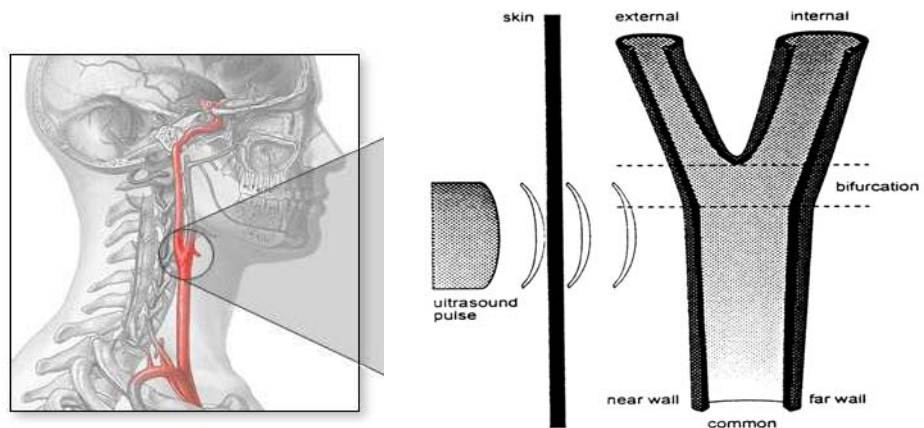 skin
external
internal
bifurcation
ultrasound
pulse
near wall
far wall
common